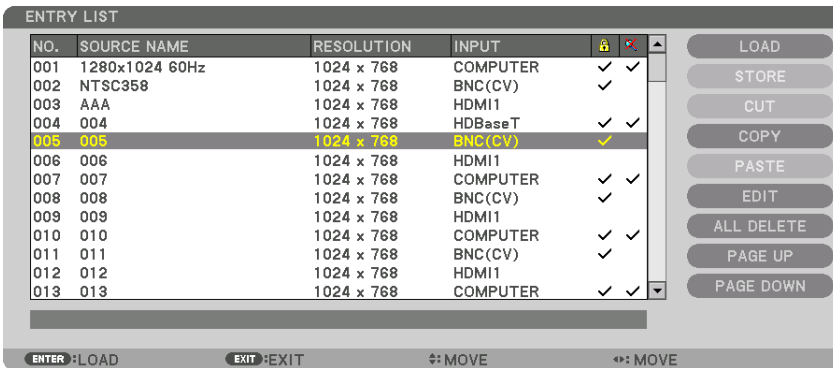 ENTRY LIST
NO. SOURCE NAME RESOLUTION INPUT
001 1280x1024 60Hz 1024 x 768 COMPUTER ✓ ✓
002 NTSC358 1024 x 768 BNC(CV) ✓
003 AAA 1024 x 768 HDMI1
004 004 1024 x 768 HDBaseT ✓ ✓
005 005 1024 x 768 BNC(CV) ✓
006 006 1024 x 768 HDMI1
007 007 1024 x 768 COMPUTER ✓ ✓
008 008 1024 x 768 BNC(CV) ✓
009 009 1024 x 768 HDMI1
010 010 1024 x 768 COMPUTER ✓ ✓
011 011 1024 x 768 BNC(CV) ✓
012 012 1024 x 768 HDMI1
013 013 1024 x 768 COMPUTER ✓ ✓
LOAD
STORE
CUT
COPY
PASTE
EDIT
ALL DELETE
PAGE UP
PAGE DOWN
ENTER :LOAD EXIT :EXIT :MOVE :MOVE